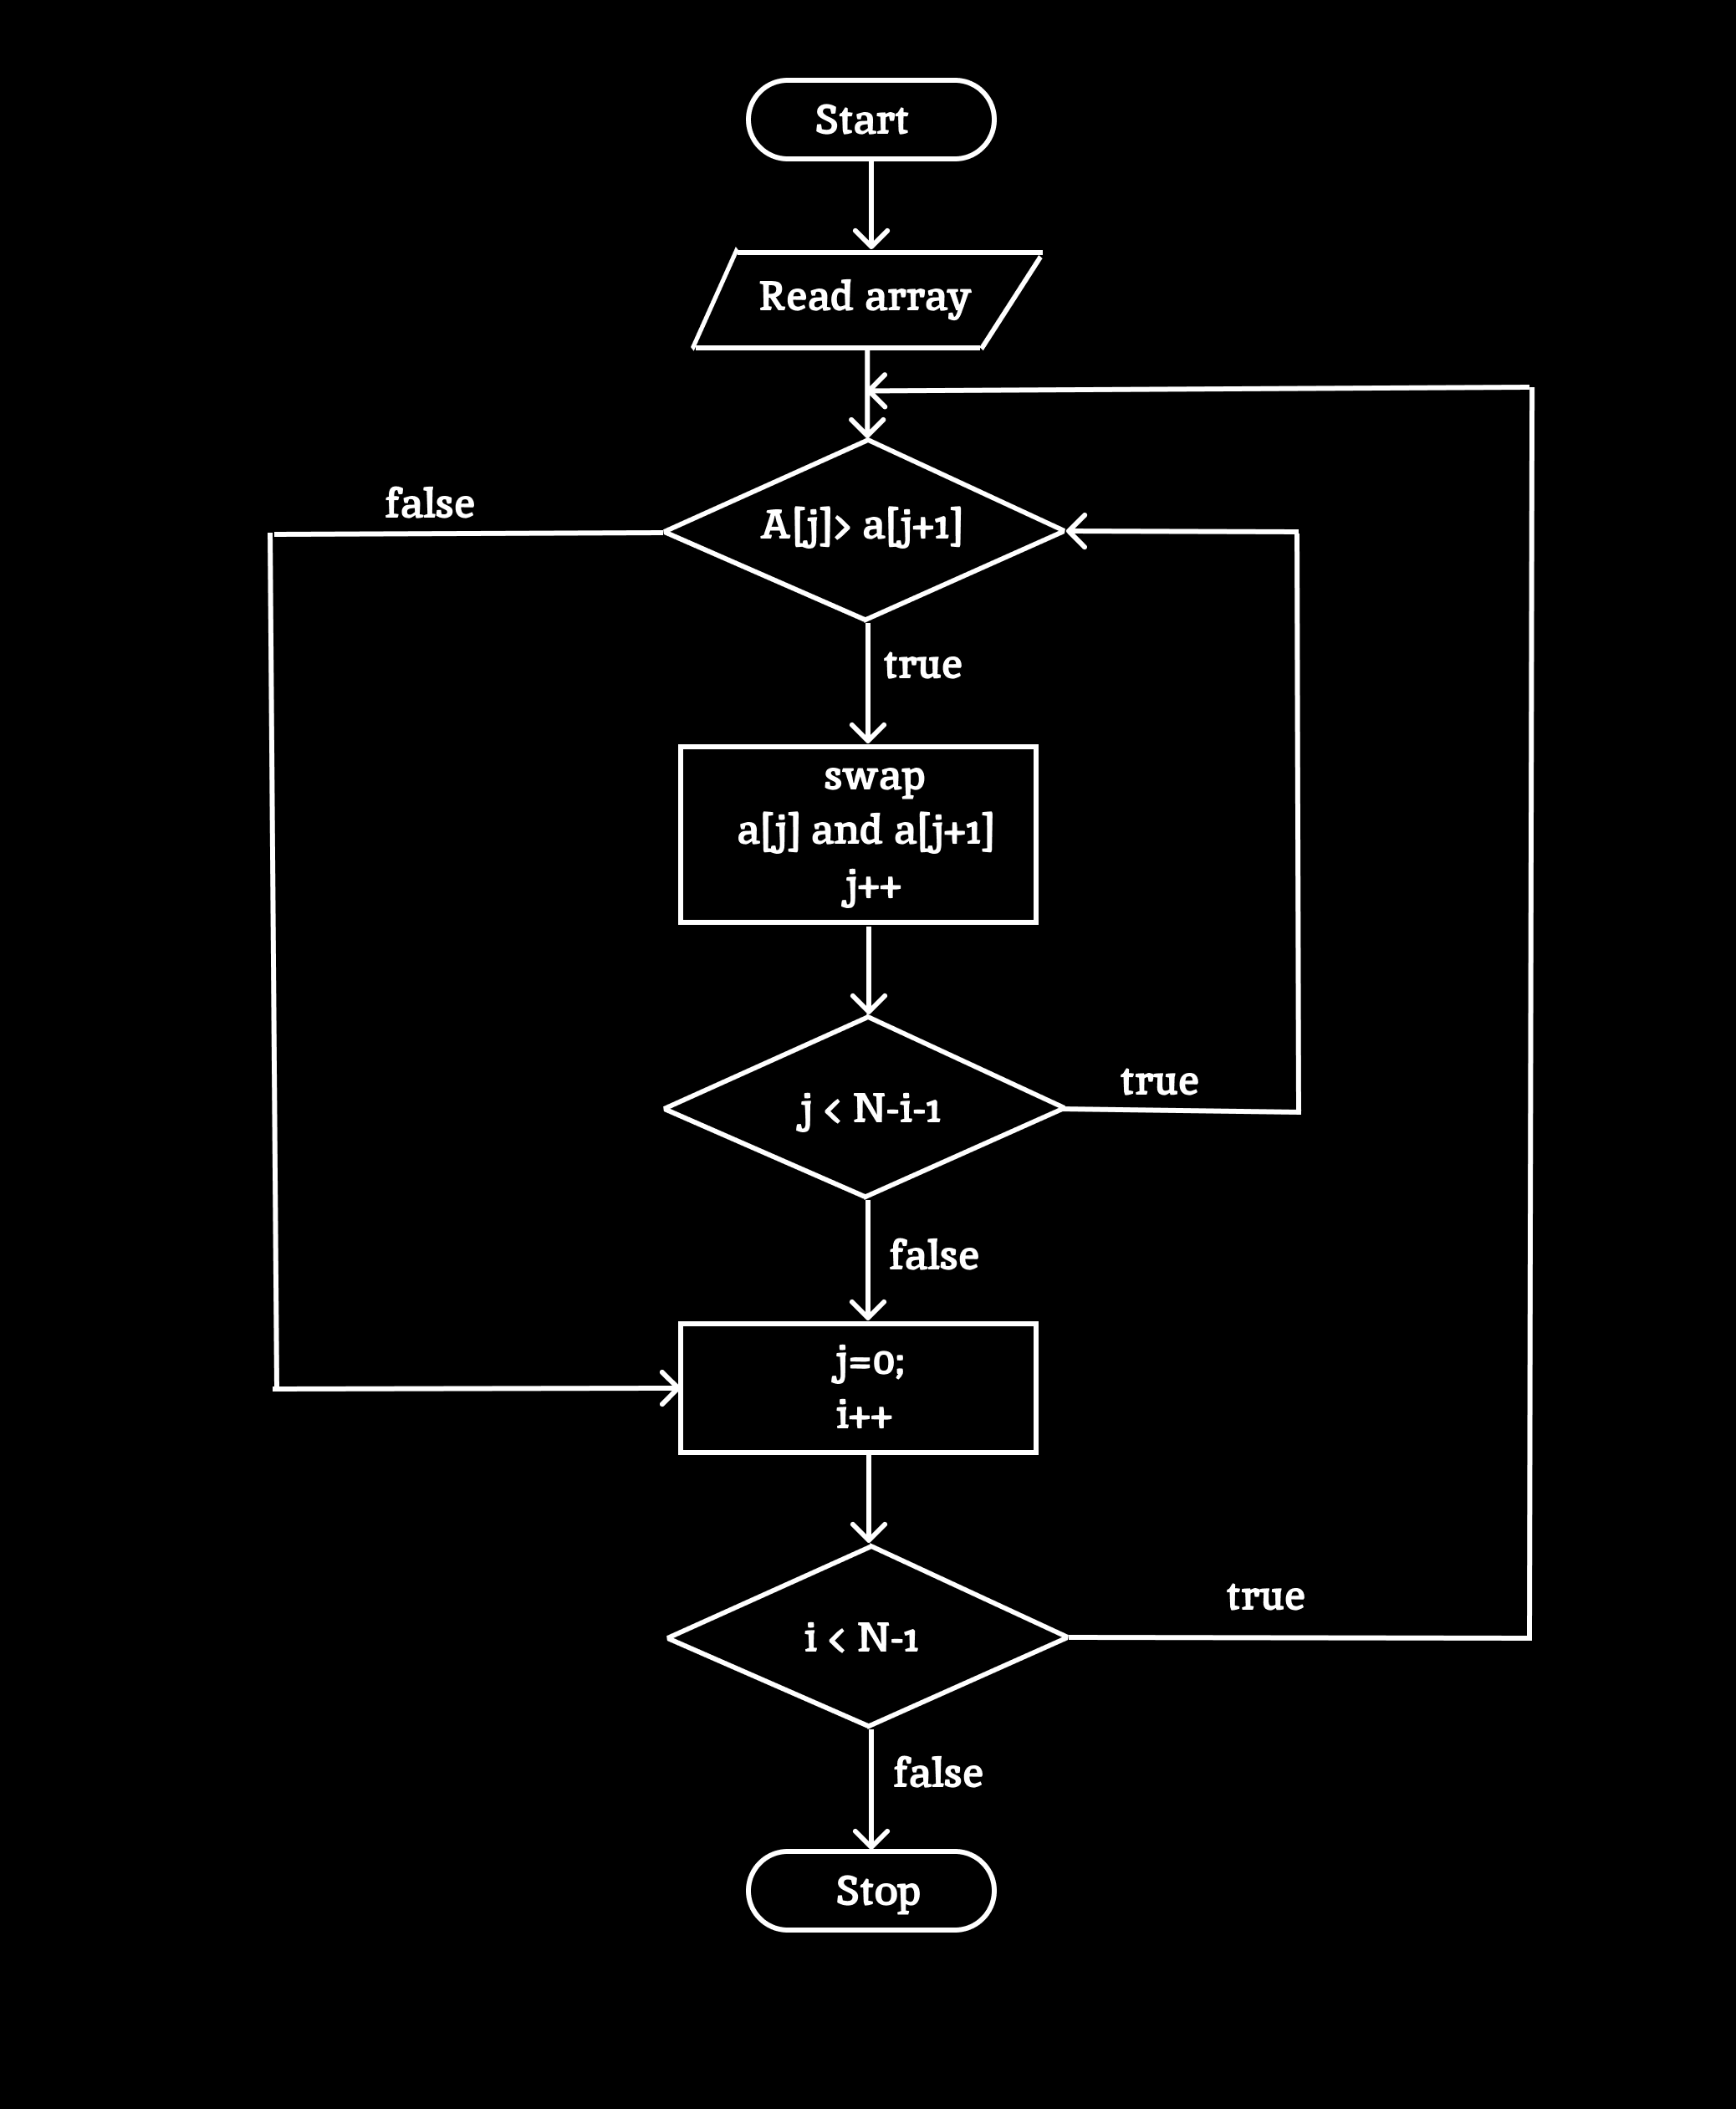 Start
Read array
false
A[j]> a[j+1]
true
swap
a[j] and a[j+1]
j++
true
j < N-i-1
false
j=0;
i++
true
i < N-1
false
Stop